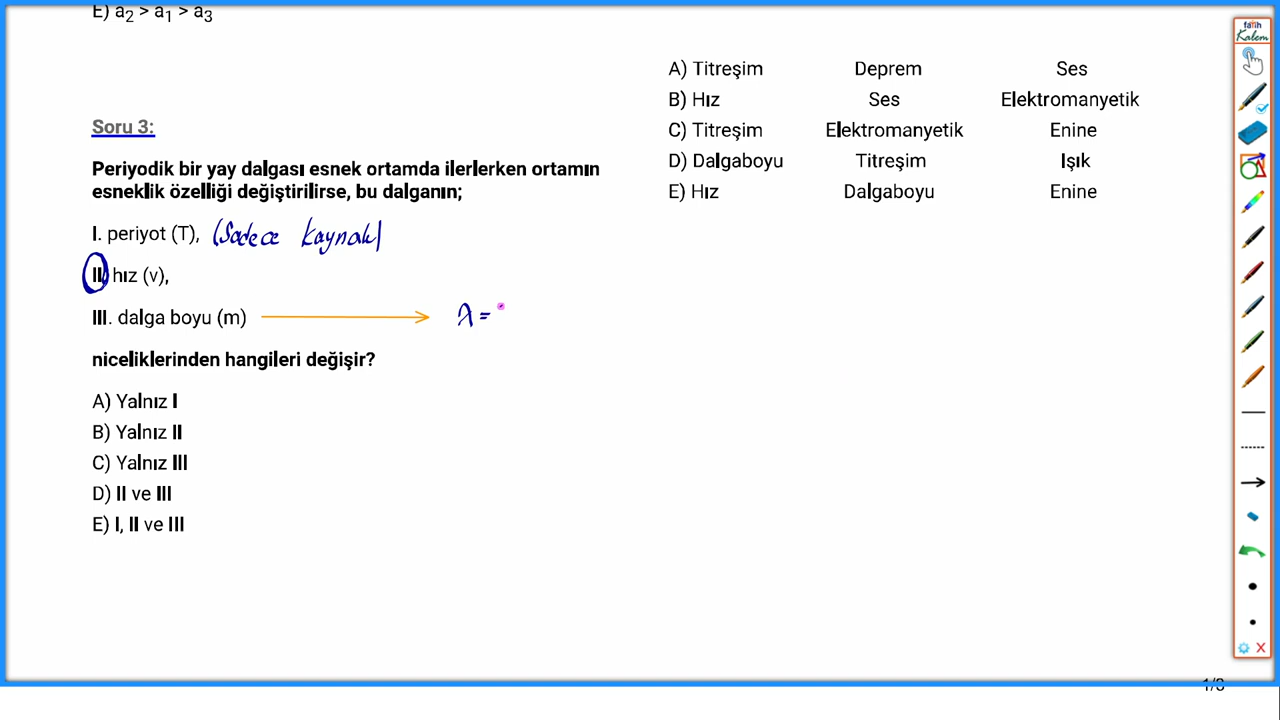 E) a2 > a1 > a3
Soru 3:
Periyodik bir yay dalgası esnek ortamda ilerlerken ortamın
esneklik özelliği değiştirilirse, bu dalganın;
I. periyot (T), (Sadece kaynak)
II. hız (v),
III. dalga boyu (m) λ =
niceliklerinden hangileri değişir?
A) Yalnız I
B) Yalnız II
C) Yalnız III
D) II ve III
E) I, II ve III
A) Titreşim Deprem Ses
B) Hız Ses Elektromanyetik
C) Titreşim Elektromanyetik Enine
D) Dalgaboyu Titreşim Işık
E) Hız Dalgaboyu Enine
fatih
Kalem
1/3